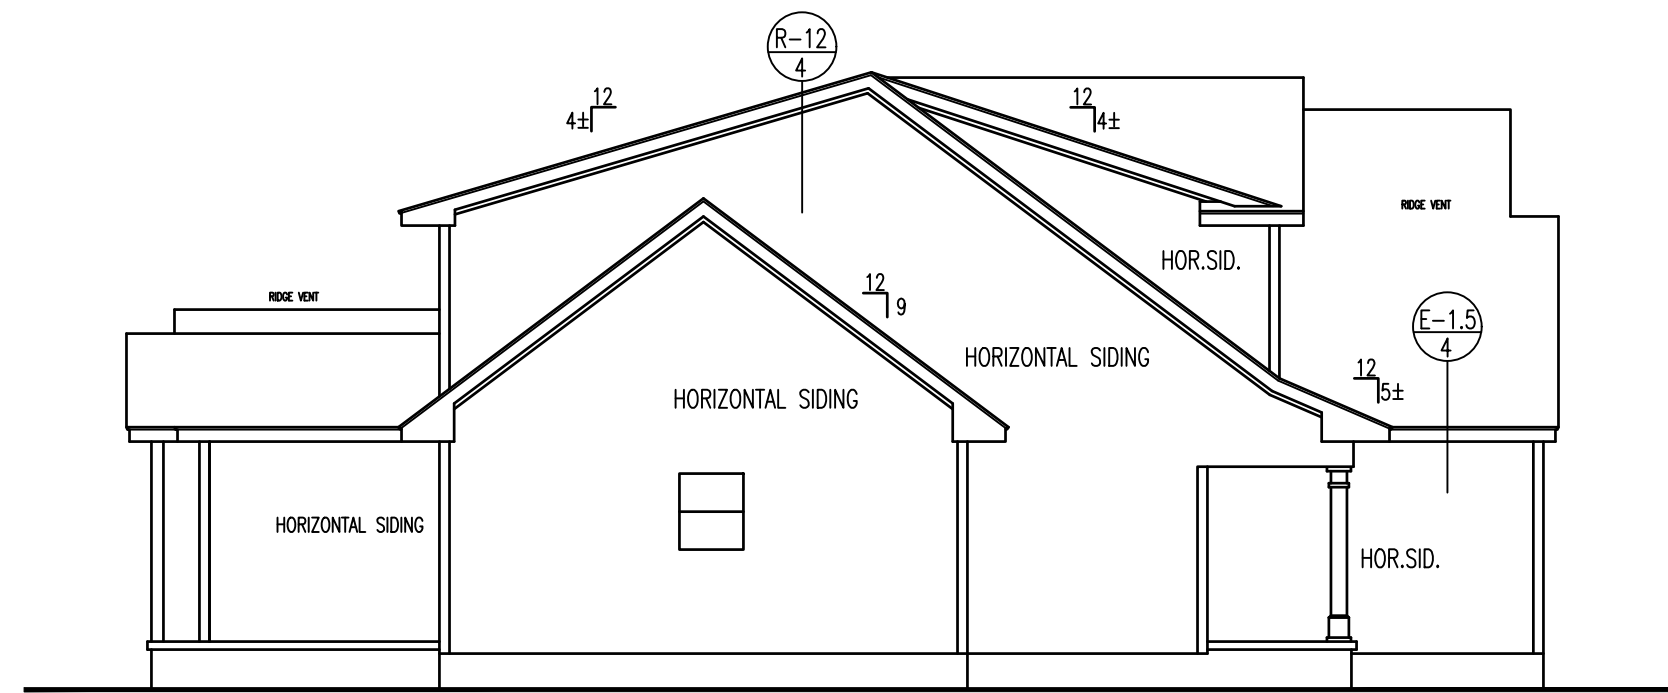 R-12
4
12
4±
12
4±
RIDGE VENT
HOR.SID.
12
9
RIDGE VENT
E-1.5
4
HORIZONTAL SIDING
12
5±
HORIZONTAL SIDING
HORIZONTAL SIDING
HOR.SID.